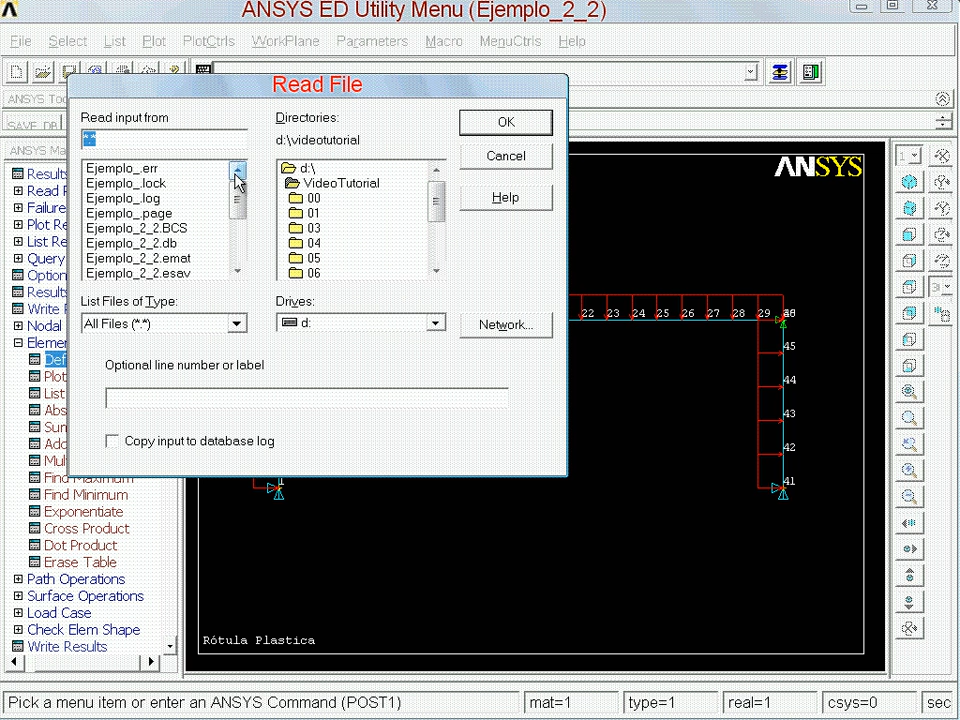 ANSYS ED Utility Menu (Ejemplo_2_2)
File Select List Plot PlotCtrls WorkPlane Parameters Macro MenuCtrls Help
ANSYS Too
SAVE_DB
ANSYS Ma
Results
Read R
Failure
Plot Re
List Re
Query
Option
Results
Write
Nodal
Elemen
Def
Plot
List
Abs
Sum
Add
Mul
Find Maximum
Find Minimum
Exponentiate
Cross Product
Dot Product
Erase Table
Path Operations
Surface Operations
Load Case
Check Elem Shape
Write Results
Read File
Read input from
*.*
Ejemplo_.err
Ejemplo_.lock
Ejemplo_.log
Ejemplo_.page
Ejemplo_2_2.BCS
Ejemplo_2_2.db
Ejemplo_2_2.emat
Ejemplo_2_2.esav
List Files of Type:
All Files (*.*)
Directories:
d:\videotutorial
d:\
VideoTutorial
00
01
03
04
05
06
Drives:
d:
OK
Cancel
Help
Network...
Optional line number or label
Copy input to database log
ANSYS
22 23 24 25 26 27 28 29
45
44
43
42
41
1
Rótula Plastica
1
Pick a menu item or enter an ANSYS Command (POST1)
mat=1
type=1
real=1
csys=0
sec